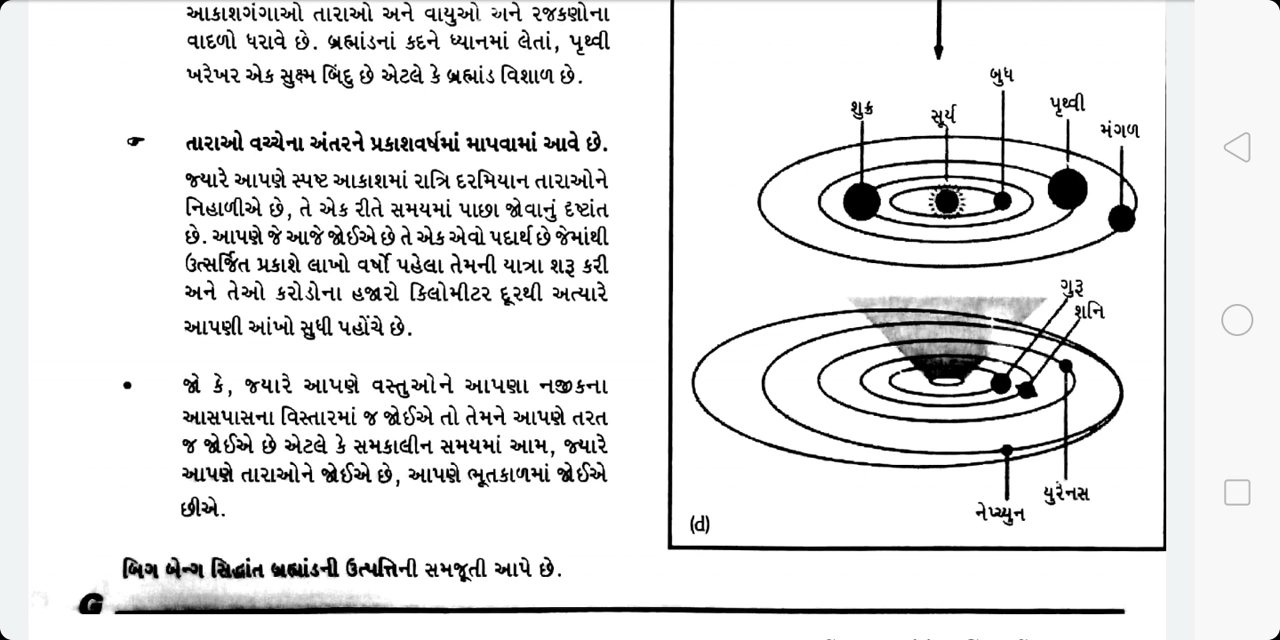 આકાશગંગાઓ તારાઓ અને વાયુઓ અને રજકણોના
વાદળો ધરાવે છે. બ્રહ્માંડનાં કદને ધ્યાનમાં લેતાં, પૃથ્વી
ખરેખર એક સુક્ષ્મ બિંદુ છે એટલે કે બ્રહ્માંડ વિશાળ છે.
☞ તારાઓ વચ્ચેના અંતરને પ્રકાશવર્ષમાં માપવામાં આવે છે.
જ્યારે આપણે સ્પષ્ટ આકાશમાં રાત્રિ દરમિયાન તારાઓને
નિહાળીએ છે, તે એક રીતે સમયમાં પાછા જોવાનું દષ્ટાંત
છે. આપણે જે આજે જોઈએ છે તે એક એવો પદાર્થ છે જેમાંથી
ઉત્સર્જિત પ્રકાશે લાખો વર્ષો પહેલા તેમની યાત્રા શરૂ કરી
અને તેઓ કરોડોના હજારો કિલોમીટર દૂરથી અત્યારે
આપણી આંખો સુધી પહોંચે છે.
• જો કે, જયારે આપણે વસ્તુઓને આપણા નજીકના
આસપાસના વિસ્તારમાં જ જોઈએ તો તેમને આપણે તરત
જ જોઈએ છે એટલે કે સમકાલીન સમયમાં આમ, જ્યારે
આપણે તારાઓને જોઈએ છે, આપણે ભૂતકાળમાં જોઈએ
છીએ.
બિગ બેન્ગ સિદ્ધાંત બ્રહ્માંડની ઉત્પત્તિની સમજૂતી આપે છે.
G
બુધ
શુક્ર
સૂર્ય
પૃથ્વી
મંગળ
ગુરૂ
શનિ
યુરેનસ
નેપ્ચ્યુન
(d)